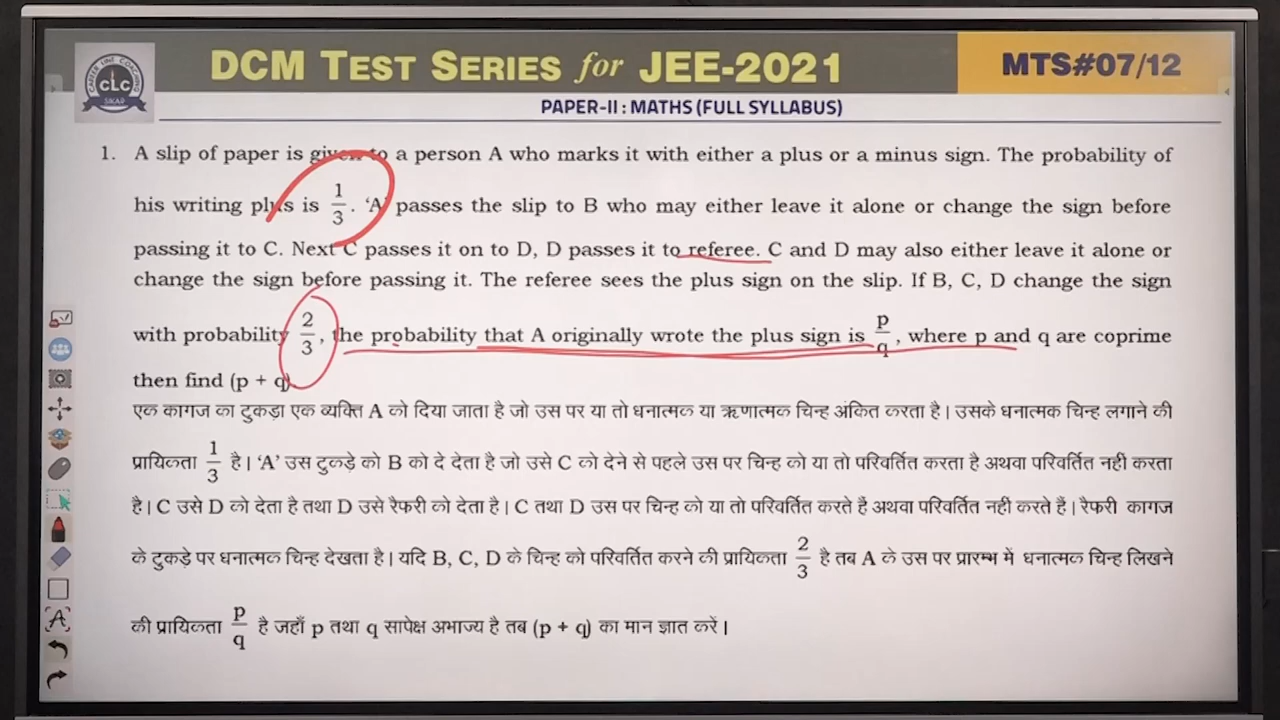 CAREER LINE COACHING
CLC
SIKAR
DCM TEST SERIES for JEE-2021
MTS#07/12
PAPER-II : MATHS (FULL SYLLABUS)
1. A slip of paper is given to a person A who marks it with either a plus or a minus sign. The probability of
his writing plus is 1/3. 'A' passes the slip to B who may either leave it alone or change the sign before
passing it to C. Next C passes it on to D, D passes it to referee. C and D may also either leave it alone or
change the sign before passing it. The referee sees the plus sign on the slip. If B, C, D change the sign
with probability 2/3, the probability that A originally wrote the plus sign is p/q, where p and q are coprime
then find (p + q)
एक कागज का टुकड़ा एक व्यक्ति A को दिया जाता है जो उस पर या तो धनात्मक या ऋणात्मक चिन्ह अंकित करता है। उसके धनात्मक चिन्ह लगाने की
प्रायिकता 1/3 है। 'A' उस टुकड़े को B को दे देता है जो उसे C को देने से पहले उस पर चिन्ह को या तो परिवर्तित करता है अथवा परिवर्तित नही करता
है। C उसे D को देता है तथा D उसे रैफरी को देता है। C तथा D उस पर चिन्ह को या तो परिवर्तित करते है अथवा परिवर्तित नही करते हैं। रैफरी कागज
के टुकड़े पर धनात्मक चिन्ह देखता है। यदि B, C, D के चिन्ह को परिवर्तित करने की प्रायिकता 2/3 है तब A के उस पर प्रारम्भ में धनात्मक चिन्ह लिखने
की प्रायिकता p/q है जहाँ p तथा q सापेक्ष अभाज्य है तब (p + q) का मान ज्ञात करें।